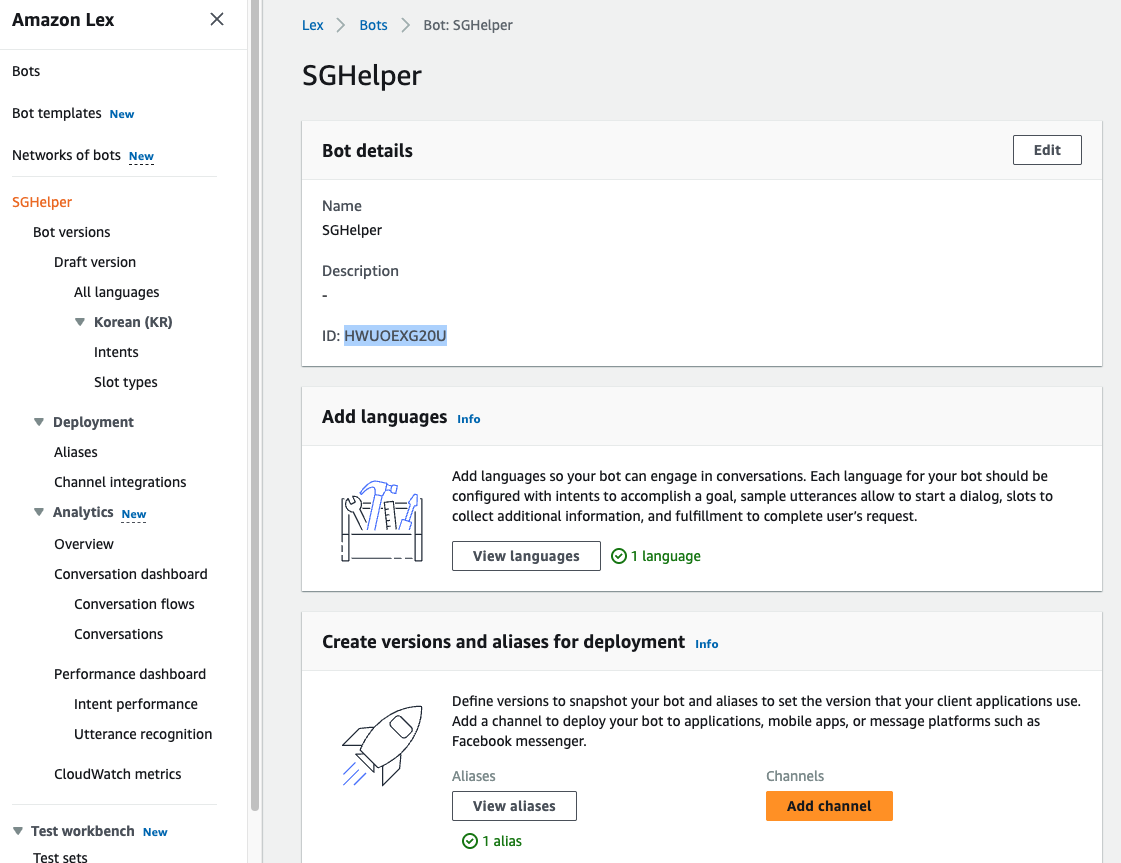 Amazon Lex
Bots
Bot templates New
Networks of bots New
SGHelper
Bot versions
Draft version
All languages
Korean (KR)
Intents
Slot types
Deployment
Aliases
Channel integrations
Analytics New
Overview
Conversation dashboard
Conversation flows
Conversations
Performance dashboard
Intent performance
Utterance recognition
CloudWatch metrics
Test workbench New
Test sets
Lex > Bots > Bot: SGHelper
SGHelper
Bot details
Edit
Name
SGHelper
Description
-
ID: HWUOEXG20U
Add languages Info
Add languages so your bot can engage in conversations. Each language for your bot should be
configured with intents to accomplish a goal, sample utterances allow to start a dialog, slots to
collect additional information, and fulfillment to complete user's request.
View languages 1 language
Create versions and aliases for deployment Info
Define versions to snapshot your bot and aliases to set the version that your client applications use.
Add a channel to deploy your bot to applications, mobile apps, or message platforms such as
Facebook messenger.
Aliases
View aliases
1 alias
Channels
Add channel